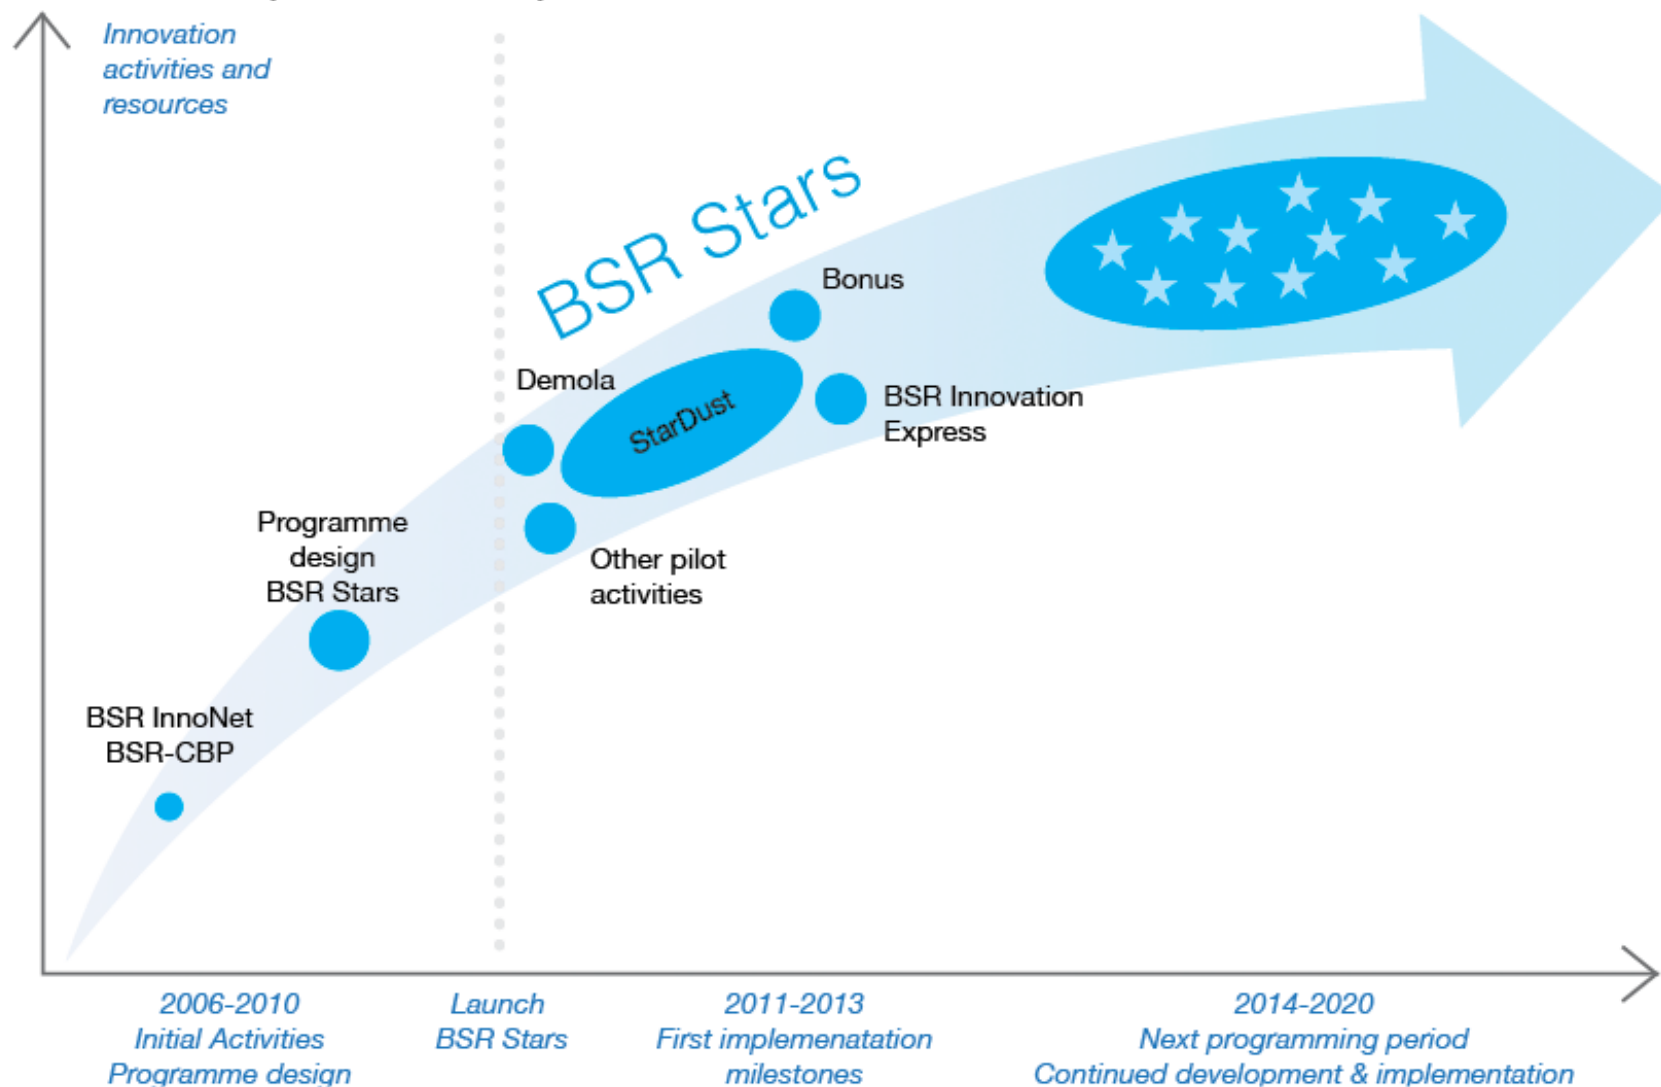 Innovation
activities and
resources
BSR Stars
Bonus
Demola
StarDust
BSR Innovation
Express
Programme
design
BSR Stars
Other pilot
activities
BSR InnoNet
BSR-CBP
2006-2010
Initial Activities
Programme design
Launch
BSR Stars
2011-2013
First implemenatation
milestones
2014-2020
Next programming period
Continued development & implementation